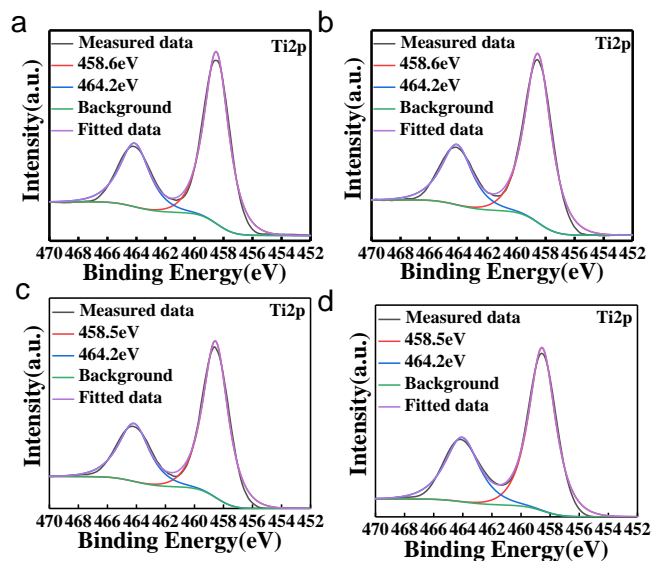 a
Measured data
458.6eV
464.2eV
Background
Fitted data
Ti2p
Intensity(a.u.)
470 468 466 464 462 460 458 456 454 452
Binding Energy(eV)
b
Measured data
458.6eV
464.2eV
Background
Fitted data
Ti2p
Intensity(a.u.)
470 468 466 464 462 460 458 456 454 452
Binding Energy(eV)
c
Measured data
458.5eV
464.2eV
Background
Fitted data
Ti2p
Intensity(a.u.)
470 468 466 464 462 460 458 456 454 452
Binding Energy(eV)
d
Measured data
458.5eV
464.2eV
Background
Fitted data
Ti2p
Intensity(a.u.)
470 468 466 464 462 460 458 456 454 452
Binding Energy(eV)